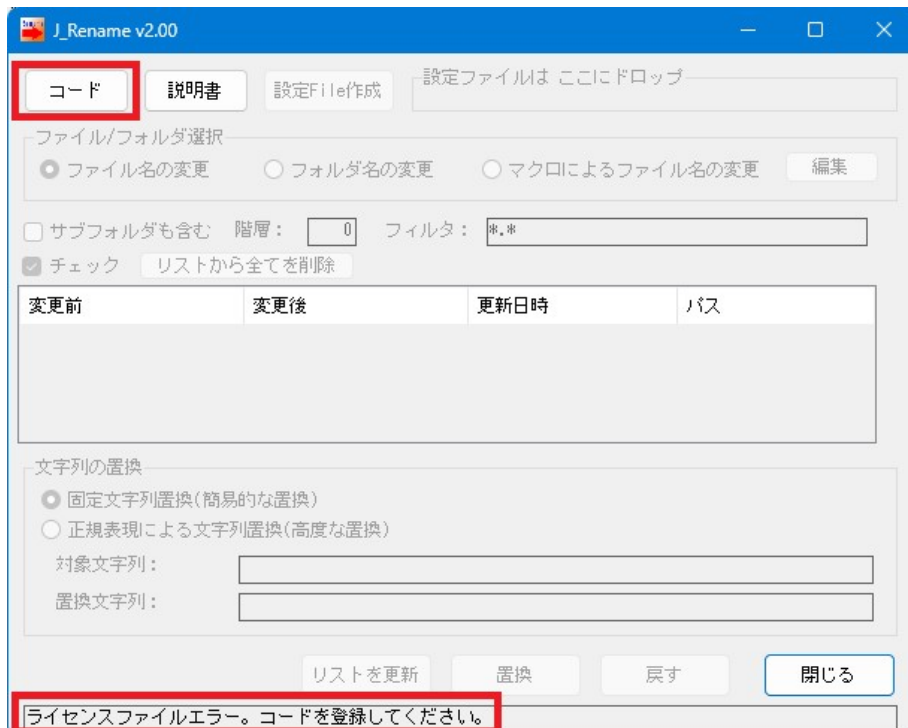 J_Rename v2.00
コード 説明書 設定File作成 設定ファイルは ここにドロップ
ファイル/フォルダ選択
ファイル名の変更 フォルダ名の変更 マクロによるファイル名の変更 編集
サブフォルダも含む 階層： 0 フィルタ： *.*
チェック リストから全てを削除
変更前 変更後 更新日時 パス
文字列の置換
固定文字列置換(簡易的な置換)
正規表現による文字列置換(高度な置換)
対象文字列：
置換文字列：
リストを更新 置換 戻す 閉じる
ライセンスファイルエラー。コードを登録してください。